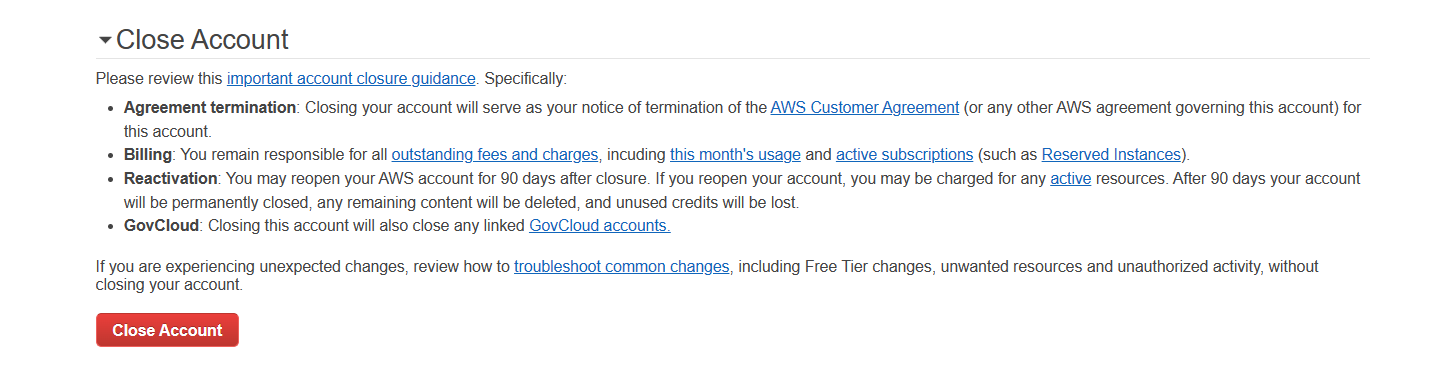 Close Account
Please review this important account closure guidance. Specifically:
Agreement termination: Closing your account will serve as your notice of termination of the AWS Customer Agreement (or any other AWS agreement governing this account) for
this account.
Billing: You remain responsible for all outstanding fees and charges, incuding this month's usage and active subscriptions (such as Reserved Instances).
Reactivation: You may reopen your AWS account for 90 days after closure. If you reopen your account, you may be charged for any active resources. After 90 days your account
will be permanently closed, any remaining content will be deleted, and unused credits will be lost.
GovCloud: Closing this account will also close any linked GovCloud accounts.
If you are experiencing unexpected changes, review how to troubleshoot common changes, including Free Tier changes, unwanted resources and unauthorized activity, without
closing your account.
Close Account